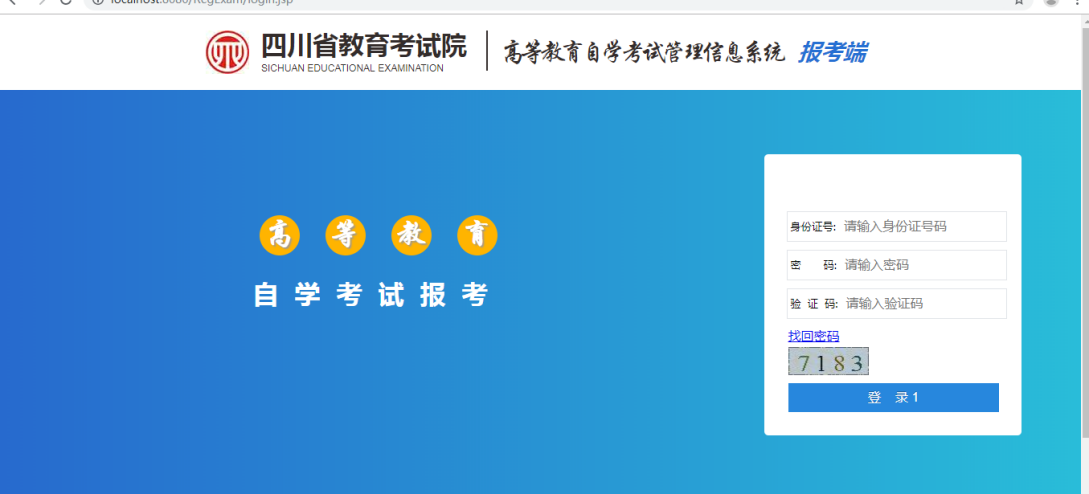 四川省教育考试院
SICHUAN EDUCATIONAL EXAMINATION
高等教育自学考试管理信息系统 报考端
高等教育
自学考试报考
身份证号: 请输入身份证号码
密 码: 请输入密码
验 证 码: 请输入验证码
找回密码
7183
登 录1